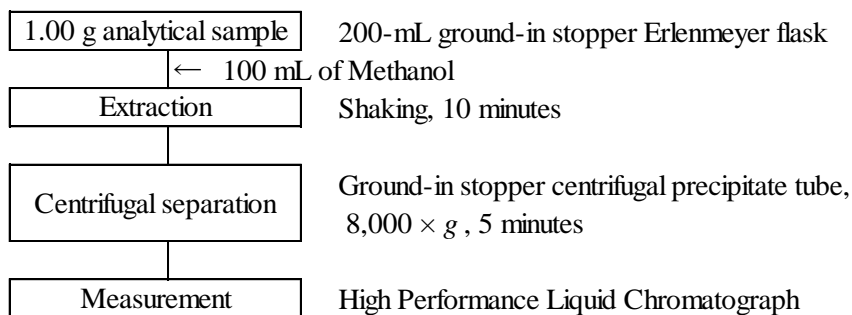 1.00 g analytical sample 200-mL ground-in stopper Erlenmeyer flask
← 100 mL of Methanol
Extraction Shaking, 10 minutes
Centrifugal separation Ground-in stopper centrifugal precipitate tube,
8,000 × g , 5 minutes
Measurement High Performance Liquid Chromatograph